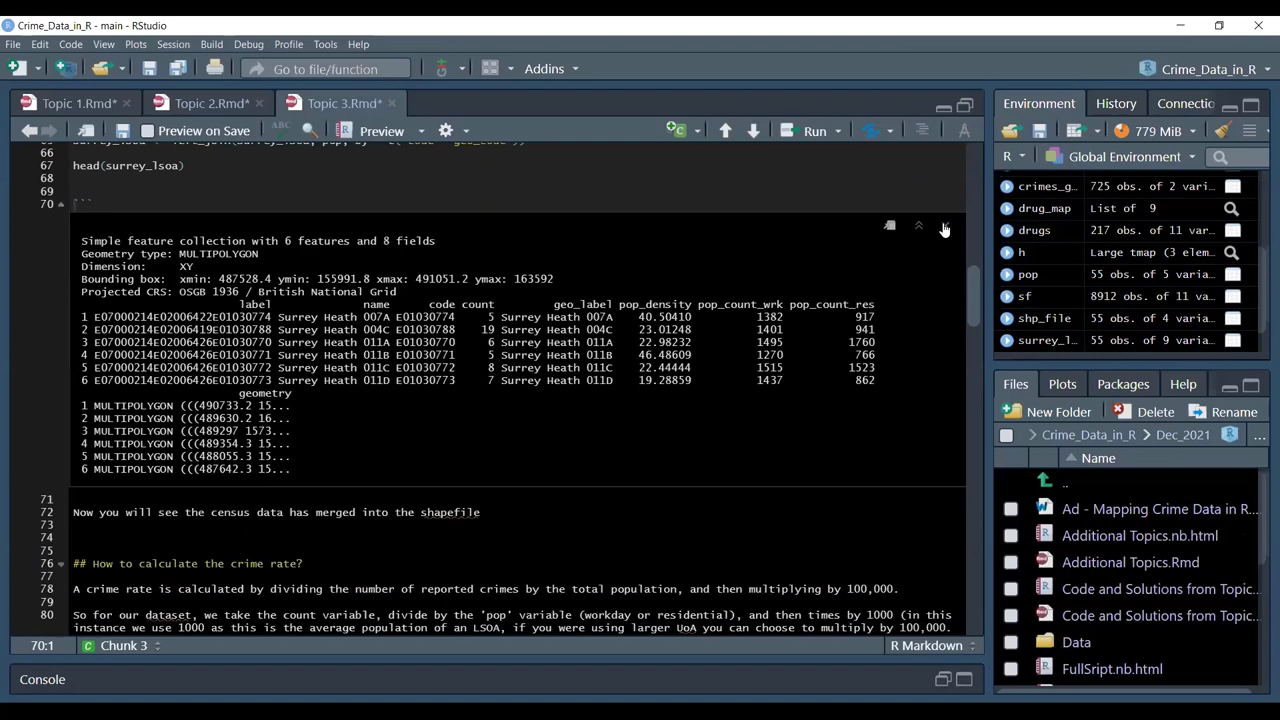 Crime_Data_in_R - main - RStudio
File Edit Code View Plots Session Build Debug Profile Tools Help
Go to file/function Addins Crime_Data_in_R
Topic 1.Rmd* Topic 2.Rmd* Topic 3.Rmd*
Preview on Save ABC Preview Run
66
67 head(surrey_lsoa)
68
69
70 ```
Simple feature collection with 6 features and 8 fields
Geometry type: MULTIPOLYGON
Dimension: XY
Bounding box: xmin: 487528.4 ymin: 155991.8 xmax: 491051.2 ymax: 163592
Projected CRS: OSGB 1936 / British National Grid
label name code count geo_label pop_density pop_count_wrk pop_count_res
1 E07000214E02006422E01030774 Surrey Heath 007A E01030774 5 Surrey Heath 007A 40.50410 1382 917
2 E07000214E02006419E01030788 Surrey Heath 004C E01030788 19 Surrey Heath 004C 23.01248 1401 941
3 E07000214E02006426E01030770 Surrey Heath 011A E01030770 6 Surrey Heath 011A 22.98232 1495 1760
4 E07000214E02006426E01030771 Surrey Heath 011B E01030771 5 Surrey Heath 011B 46.48609 1270 766
5 E07000214E02006426E01030772 Surrey Heath 011C E01030772 8 Surrey Heath 011C 22.44444 1515 1523
6 E07000214E02006426E01030773 Surrey Heath 011D E01030773 7 Surrey Heath 011D 19.28859 1437 862
geometry
1 MULTIPOLYGON (((490733.2 15...
2 MULTIPOLYGON (((489630.2 16...
3 MULTIPOLYGON (((489297 1573...
4 MULTIPOLYGON (((489354.3 15...
5 MULTIPOLYGON (((488055.3 15...
6 MULTIPOLYGON (((487642.3 15...
71
72 Now you will see the census data has merged into the shapefile
73
74
75
76 ## How to calculate the crime rate?
77
78 A crime rate is calculated by dividing the number of reported crimes by the total population, and then multiplying by 100,000.
79
80 So for our dataset, we take the count variable, divide by the 'pop' variable (workday or residential), and then times by 1000 (in this
instance we use 1000 as this is the average population of an LSOA, if you were using larger UoA you can choose to multiply by 100,000.
70:1 C Chunk 3 R Markdown
Console
Environment History Connectio
779 MiB
R Global Environment
crimes_g... 725 obs. of 2 vari...
drug_map List of 9
drugs 217 obs. of 11 var...
h Large tmap (3 elem...
pop 55 obs. of 5 varia...
sf 8912 obs. of 11 va...
shp_file 55 obs. of 4 varia...
surrey_l... 55 obs. of 9 varia...
Files Plots Packages Help
New Folder Delete Rename
Crime_Data_in_R Dec_2021 ...
Name
..
Ad - Mapping Crime Data in R...
Additional Topics.nb.html
Additional Topics.Rmd
Code and Solutions from Topic...
Code and Solutions from Topic...
Data
FullSript.nb.html